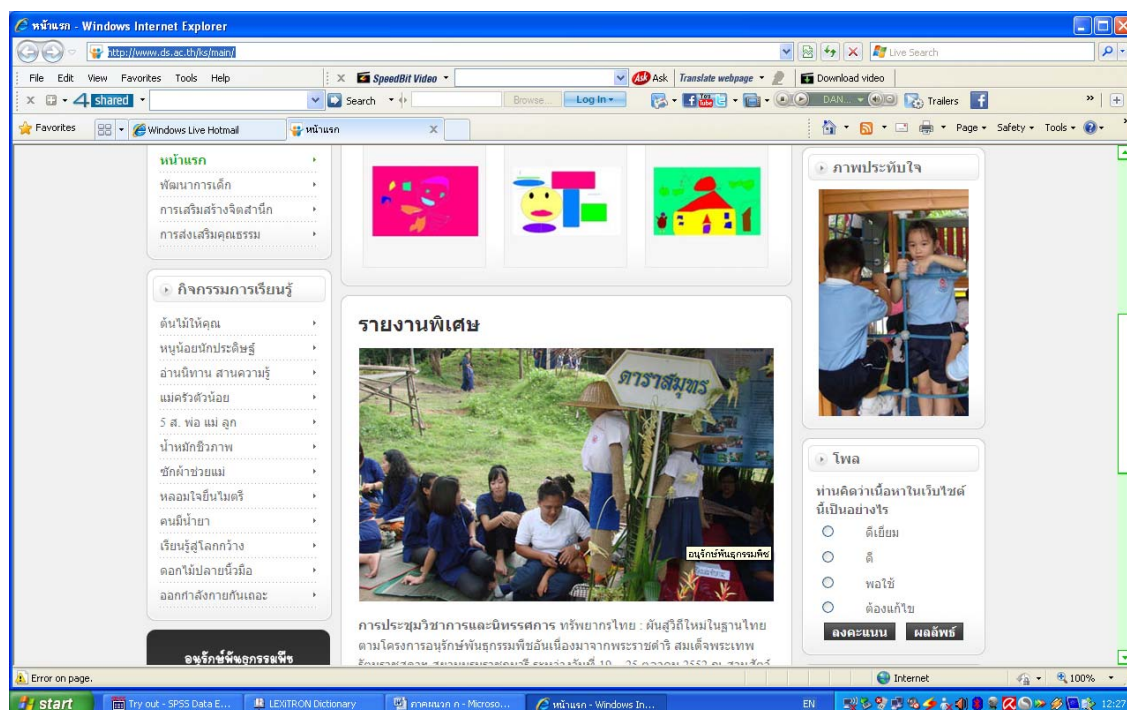 หน้าแรก - Windows Internet Explorer
http://www.ds.ac.th/ks/main/
Live Search
File Edit View Favorites Tools Help
SpeedBit Video
Ask Translate webpage
Download video
4 shared
Search
Browse...
Log In
You Tube
DAN...
Trailers
Favorites
Windows Live Hotmail
หน้าแรก
Page Safety Tools
หน้าแรก
พัฒนาการเด็ก
การเสริมสร้างจิตสำนึก
การส่งเสริมคุณธรรม
กิจกรรมการเรียนรู้
ต้นไม้ให้คุณ
หนูน้อยนักประดิษฐ์
อ่านนิทาน สานความรู้
แม่ครัวตัวน้อย
5 ส. พ่อ แม่ ลูก
น้ำหมักชีวภาพ
ซักผ้าช่วยแม่
หลอมใจยื่นไมตรี
คนมีน้ำยา
เรียนรู้สู่โลกกว้าง
ดอกไม้ปลายนิ้วมือ
ออกกำลังกายกันเถอะ
อนุรักษ์พันธุกรรมพืช
รายงานพิเศษ
ดาราสมุทร
อนุรักษ์พันธุกรรมพืช
การประชุมวิชาการและนิทรรศการ ทรัพยากรไทย : ผันสู่วิถีใหม่ในฐานไทย
ตามโครงการอนุรักษ์พันธุกรรมพืชอันเนื่องมาจากพระราชดำริ สมเด็จพระเทพ
ภาพประทับใจ
โพล
ท่านคิดว่าเนื้อหาในเว็บไซต์
นี้เป็นอย่างไร
ดีเยี่ยม
ดี
พอใช้
ต้องแก้ไข
ลงคะแนน ผลลัพธ์
Error on page.
Internet
100%
start
Try out - SPSS Data E...
LEXiTRON Dictionary
ภาคผนวก ก - Microso...
หน้าแรก - Windows In...
EN
12:27